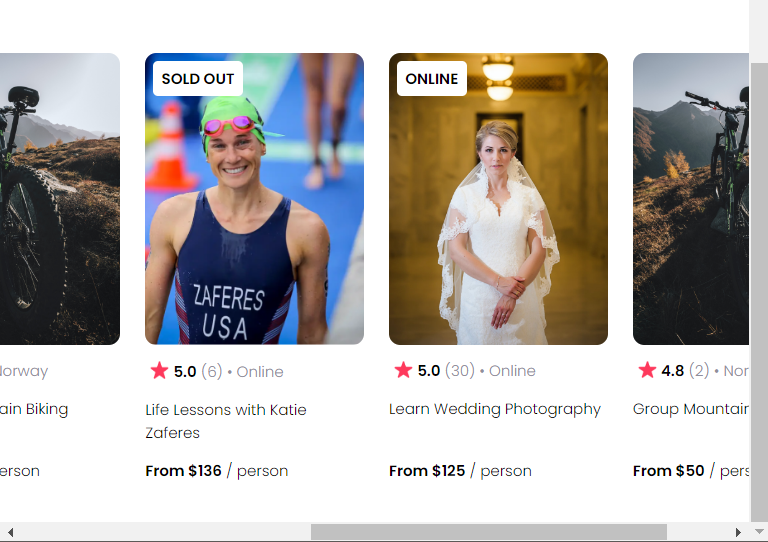 SOLD OUT
ONLINE
ZAFERES
USA
Norway
5.0 (6) • Online
5.0 (30) • Online
4.8 (2) • Nor
ain Biking
Life Lessons with Katie
Zaferes
Learn Wedding Photography
Group Mountain
erson
From $136 / person
From $125 / person
From $50 / pers